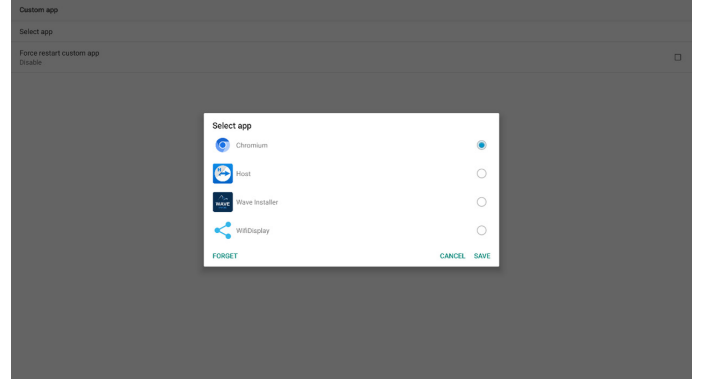 Custom app
Select app
Force restart custom app
Disable
Select app
Chromium
Host
WAVE
Wave Installer
WifiDisplay
FORGET
CANCEL
SAVE